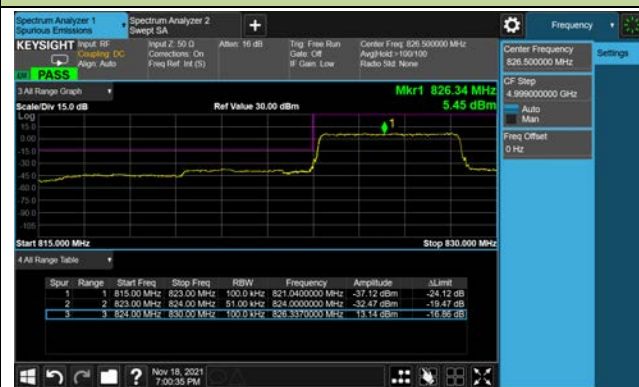 Spectrum Analyzer 1
Spurious Emissions
Spectrum Analyzer 2
Swept SA
+
Frequency
KEYSIGHT
Input: RF
Coupling: DC
Align: Auto
Input Z: 50 Ω
Corrections: On
Freq Ref: Int (S)
Atten: 16 dB
Trig: Free Run
Gate: Off
IF Gain: Low
Center Freq: 826.500000 MHz
Avg|Hold:>100/100
Radio Std: None
PASS
Center Frequency
826.500000 MHz
Settings
CF Step
4.999000000 GHz
Auto
Man
Freq Offset
0 Hz
3 All Range Graph
Mkr1 826.34 MHz
Scale/Div 15.0 dB
Ref Value 30.00 dBm
5.45 dBm
Log
15.0
0.00
-15.0
-30.0
-45.0
-60.0
-75.0
-90.0
-105
1
Start 815.000 MHz
Stop 830.000 MHz
4 All Range Table
Spur Range Start Freq Stop Freq RBW Frequency Amplitude ΔLimit
1 1 815.00 MHz 823.00 MHz 100.0 kHz 821.0400000 MHz -37.12 dBm -24.12 dB
2 2 823.00 MHz 824.00 MHz 51.00 kHz 824.0000000 MHz -32.47 dBm -19.47 dB
3 3 824.00 MHz 830.00 MHz 100.0 kHz 826.3370000 MHz 13.14 dBm -16.86 dB
?
Nov 18, 2021
7:00:35 PM